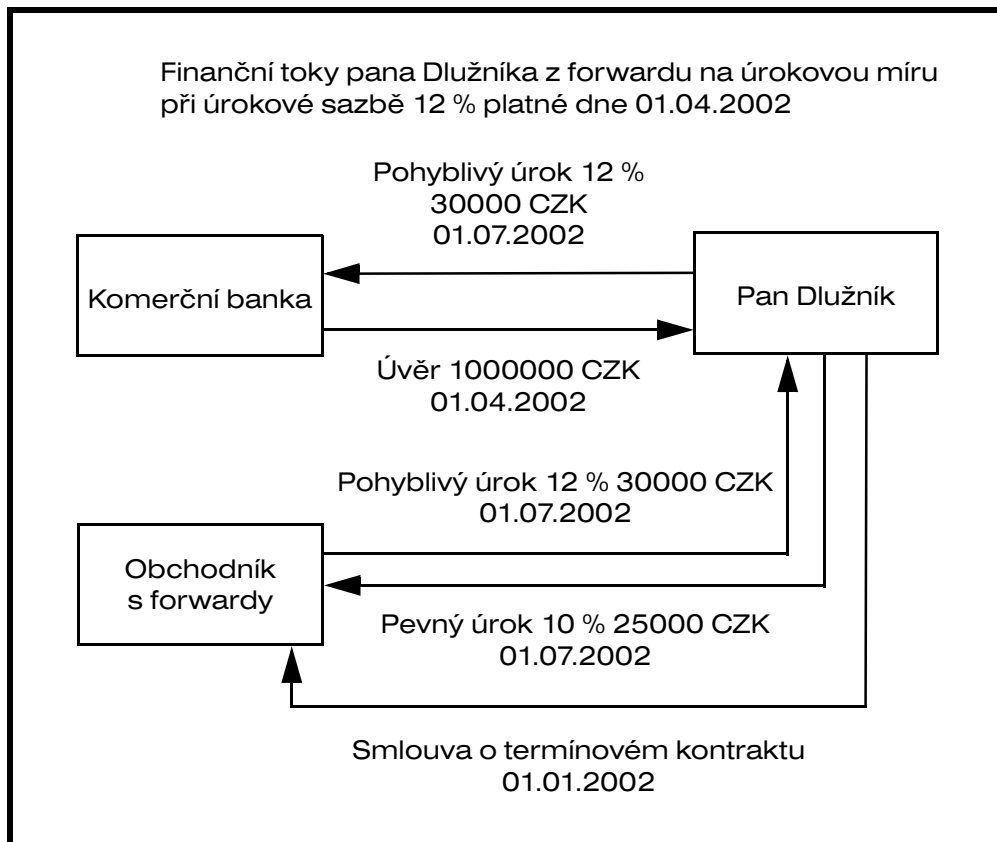 Finanční toky pana Dlužníka z forwardu na úrokovou míru
při úrokové sazbě 12 % platné dne 01.04.2002
Pohyblivý úrok 12 %
30000 CZK
01.07.2002
Komerční banka
Pan Dlužník
Úvěr 1000000 CZK
01.04.2002
Pohyblivý úrok 12 % 30000 CZK
01.07.2002
Obchodník
s forwardy
Pevný úrok 10 % 25000 CZK
01.07.2002
Smlouva o termínovém kontraktu
01.01.2002